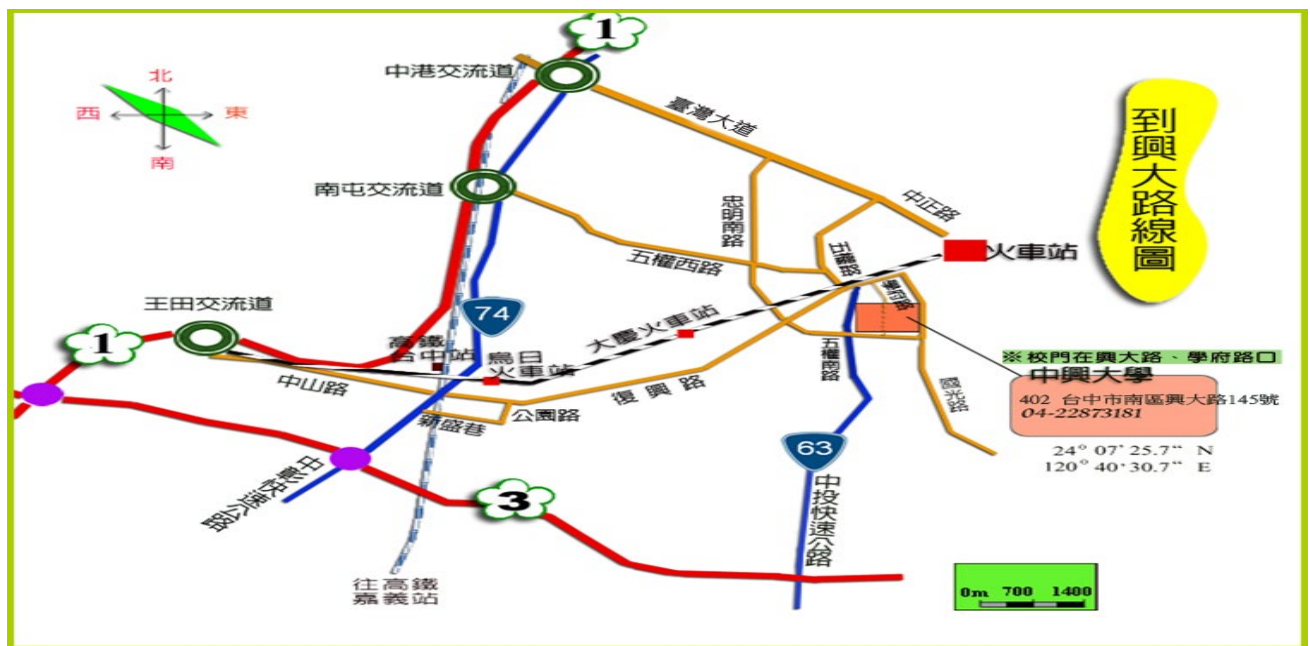 1
中港交流道
北
西 東
南
臺灣大道
到興大路線圖
南屯交流道
忠明南路
中正路
五權西路
五權路
火車站
王田交流道
學府路
74
1
大慶火車站
高鐵
台中站
烏日
火車站
五權南路
※校門在興大路、學府路口
中興大學
中山路
復興路
國光路
402 台中市南區興大路145號
04-22873181
公園路
新盛巷
24° 07' 25.7" N
120° 40' 30.7" E
63
中彰快速公路
3
中投快速公路
往高鐵
嘉義站
0m 700 1400